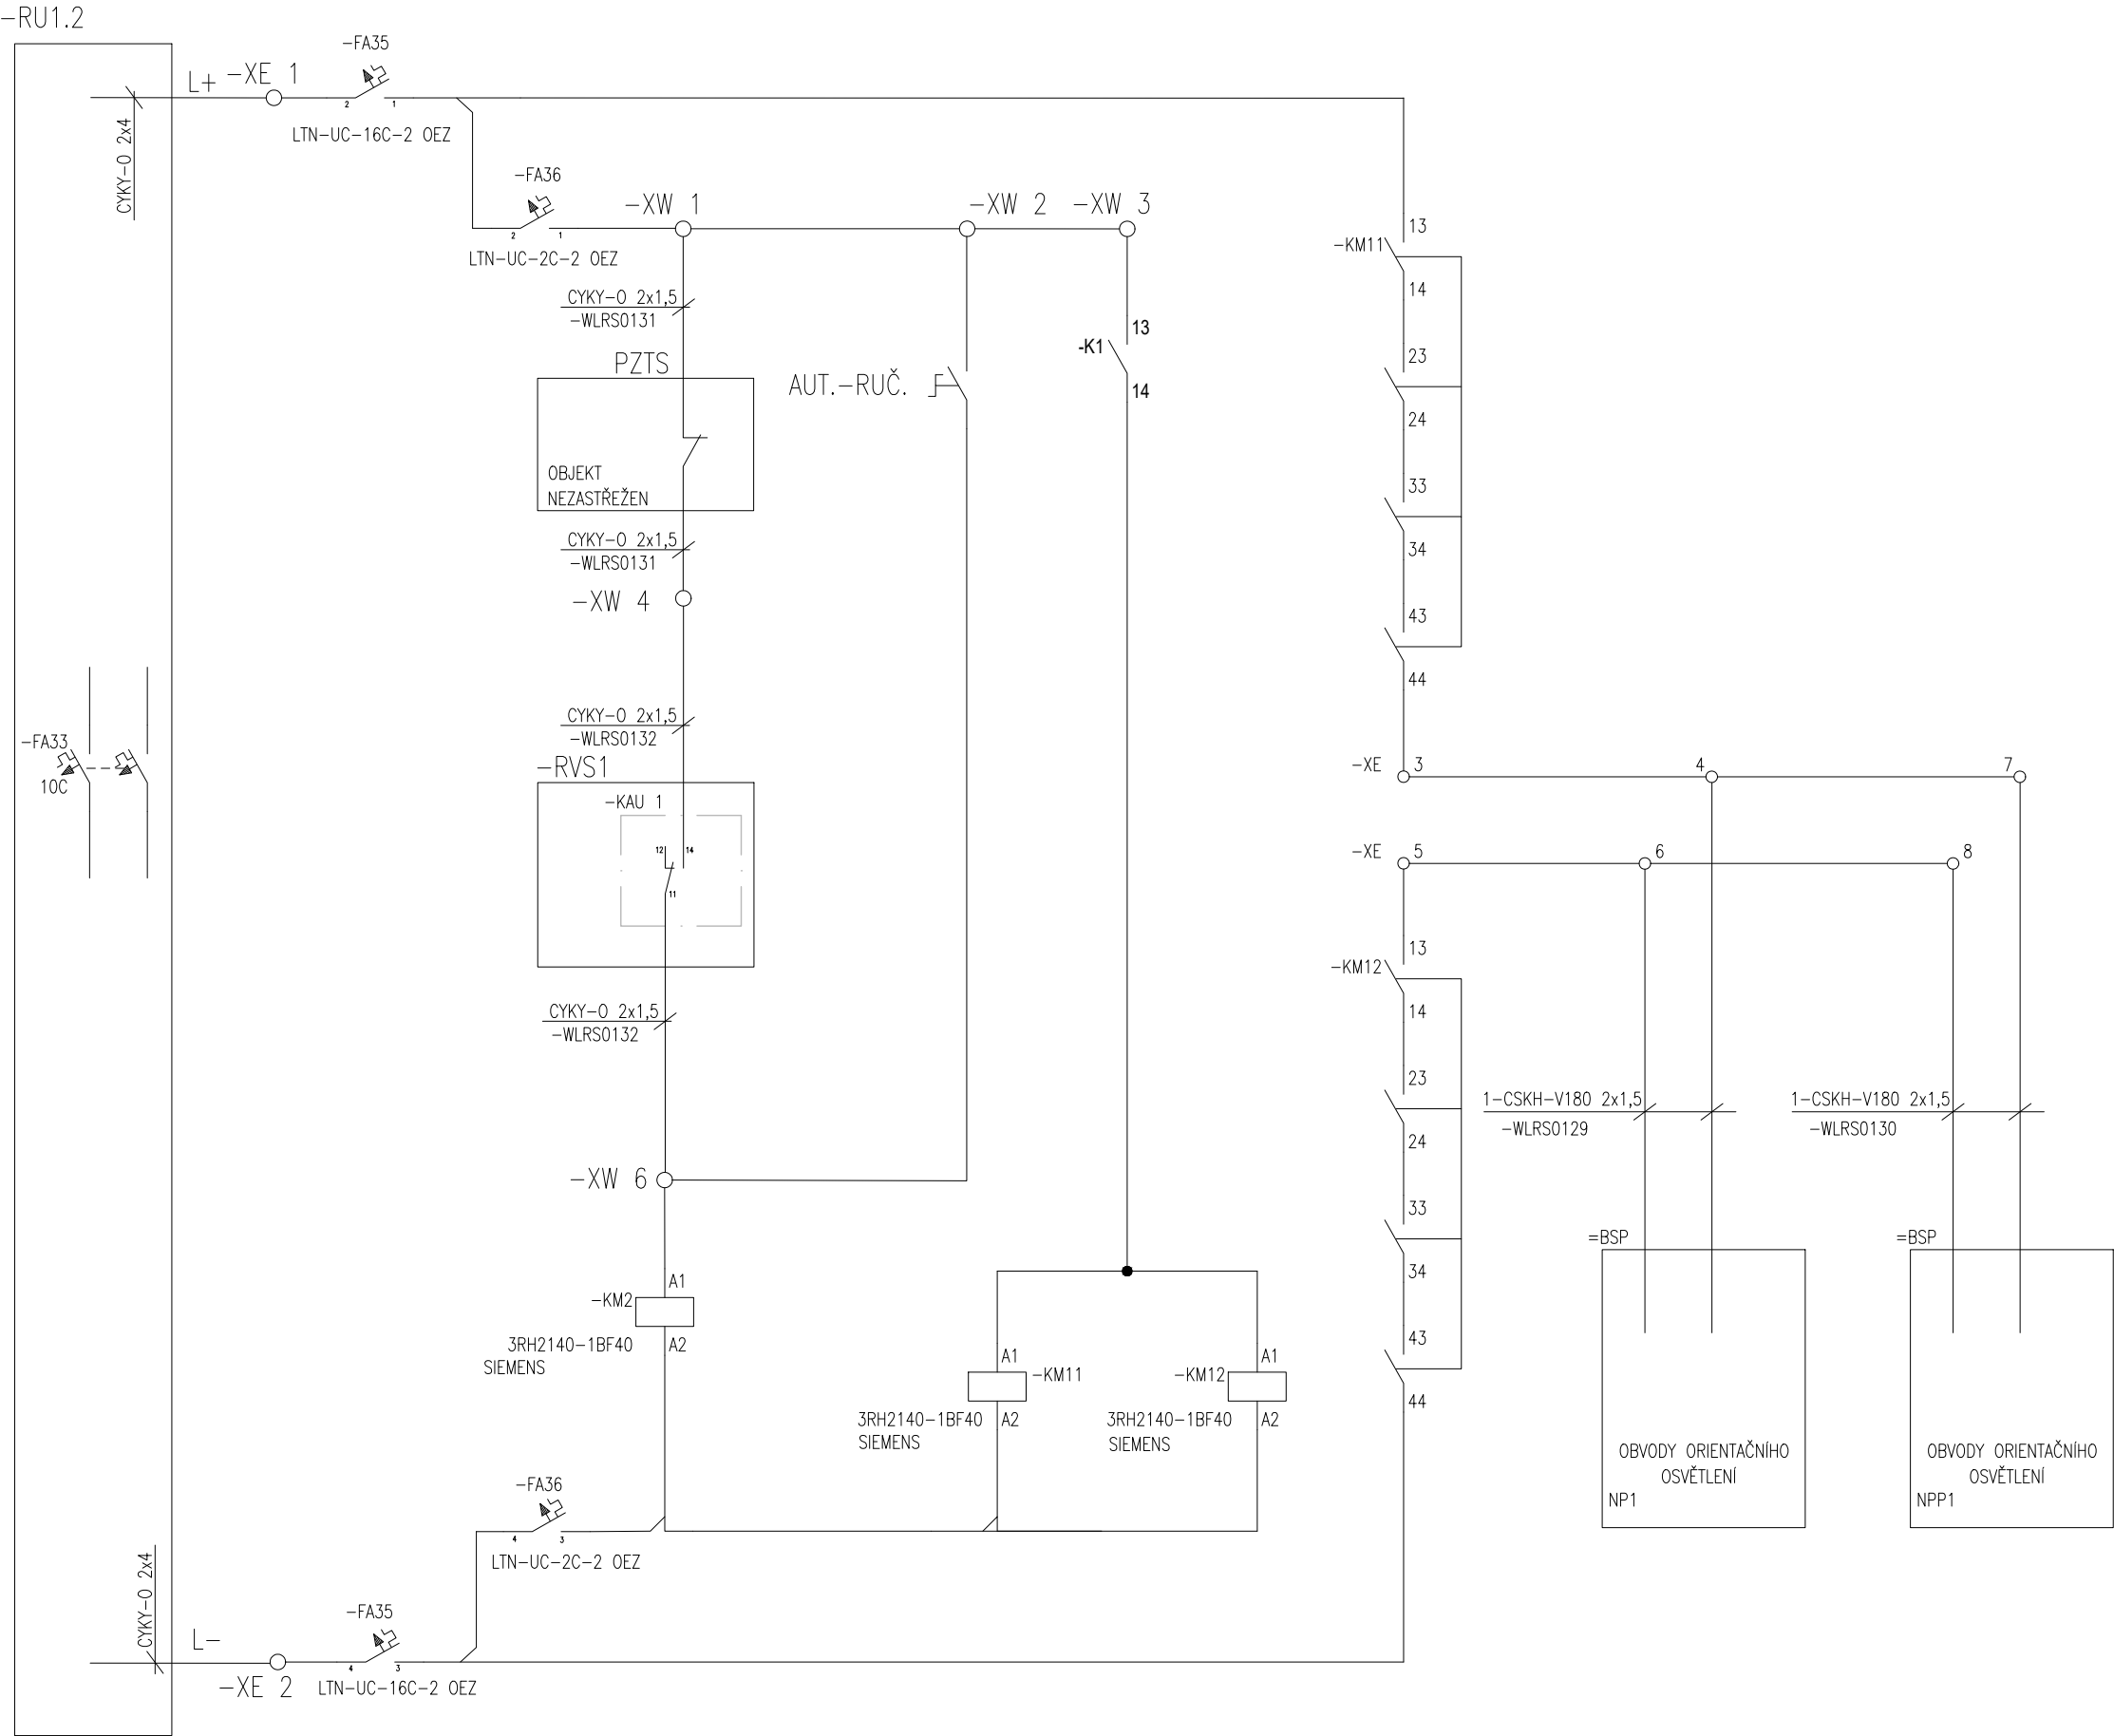 -RU1.2
-FA35
L+ -XE 1
2 1
LTN-UC-16C-2 OEZ
CYKY-O 2x4
-FA36
-XW 1
-XW 2
-XW 3
2 1
LTN-UC-2C-2 OEZ
13
-KM11
14
CYKY-O 2x1,5
-WLRS0131
PZTS
13
-K1
14
AUT.-RUČ.
23
24
OBJEKT
NEZASTŘEŽEN
33
34
CYKY-O 2x1,5
-WLRS0131
-XW 4
43
44
CYKY-O 2x1,5
-WLRS0132
-FA33
10C
-RVS1
-KAU 1
12 14
11
-XE 3
4
7
-XE 5
6
8
13
-KM12
14
CYKY-O 2x1,5
-WLRS0132
23
24
1-CSKH-V180 2x1,5
-WLRS0129
1-CSKH-V180 2x1,5
-WLRS0130
-XW 6
33
34
=BSP
=BSP
A1
-KM2
A2
3RH2140-1BF40
SIEMENS
43
44
A1
-KM11
A2
3RH2140-1BF40
SIEMENS
A1
-KM12
A2
3RH2140-1BF40
SIEMENS
OBVODY ORIENTAČNÍHO
OSVĚTLENÍ
NP1
OBVODY ORIENTAČNÍHO
OSVĚTLENÍ
NPP1
-FA36
4 3
LTN-UC-2C-2 OEZ
CYKY-O 2x4
-FA35
L-
4 3
-XE 2
LTN-UC-16C-2 OEZ